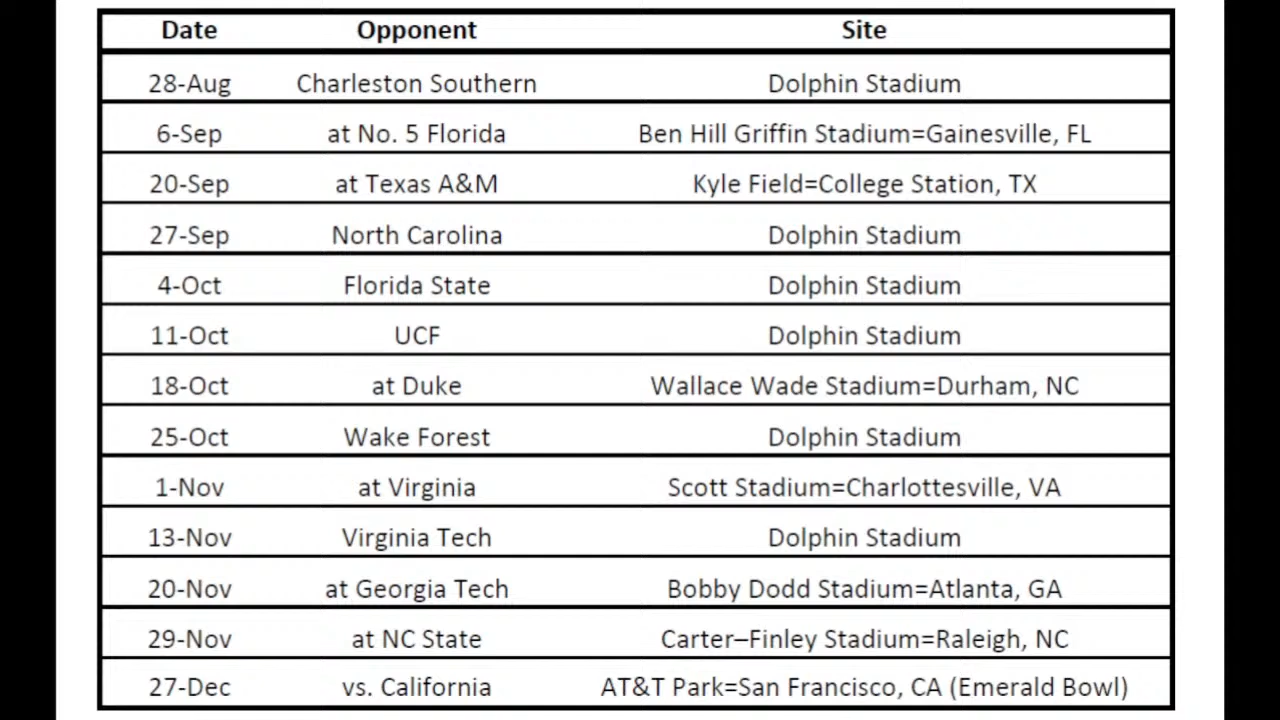 Date Opponent Site
28-Aug Charleston Southern Dolphin Stadium
6-Sep at No. 5 Florida Ben Hill Griffin Stadium=Gainesville, FL
20-Sep at Texas A&M Kyle Field=College Station, TX
27-Sep North Carolina Dolphin Stadium
4-Oct Florida State Dolphin Stadium
11-Oct UCF Dolphin Stadium
18-Oct at Duke Wallace Wade Stadium=Durham, NC
25-Oct Wake Forest Dolphin Stadium
1-Nov at Virginia Scott Stadium=Charlottesville, VA
13-Nov Virginia Tech Dolphin Stadium
20-Nov at Georgia Tech Bobby Dodd Stadium=Atlanta, GA
29-Nov at NC State Carter–Finley Stadium=Raleigh, NC
27-Dec vs. California AT&T Park=San Francisco, CA (Emerald Bowl)